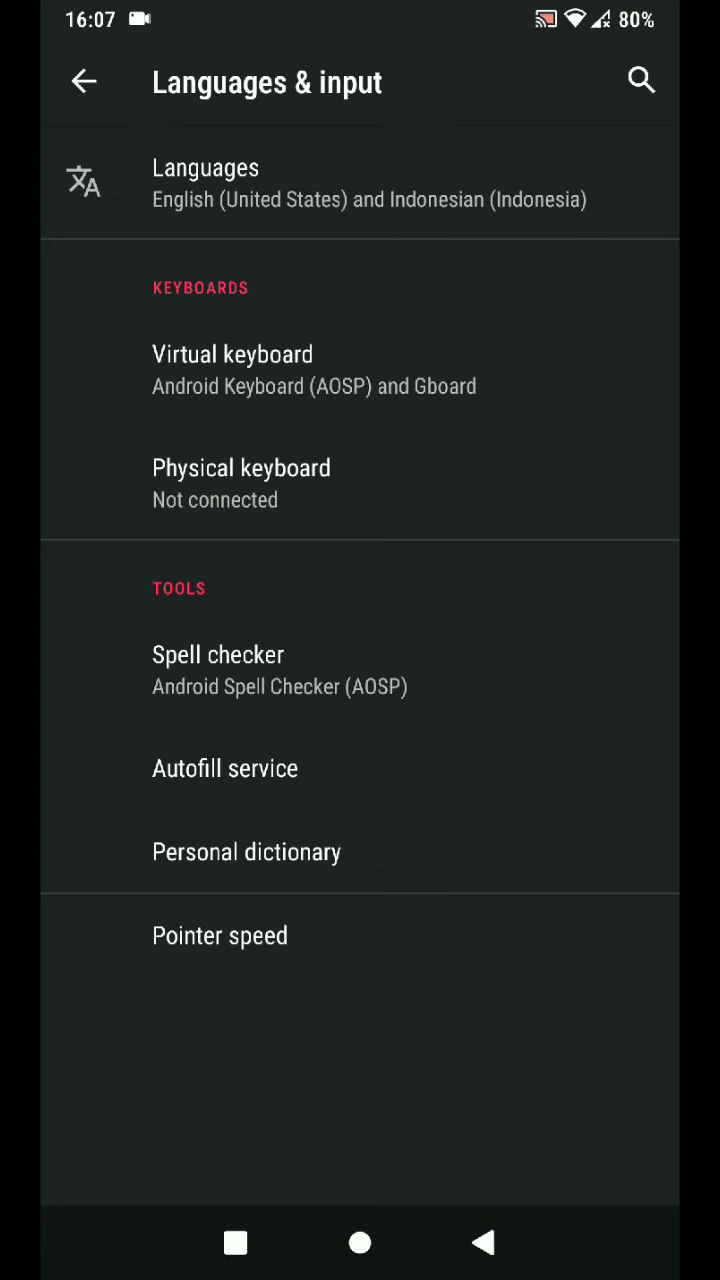 16:07
80%
Languages & input
Languages
English (United States) and Indonesian (Indonesia)
KEYBOARDS
Virtual keyboard
Android Keyboard (AOSP) and Gboard
Physical keyboard
Not connected
TOOLS
Spell checker
Android Spell Checker (AOSP)
Autofill service
Personal dictionary
Pointer speed